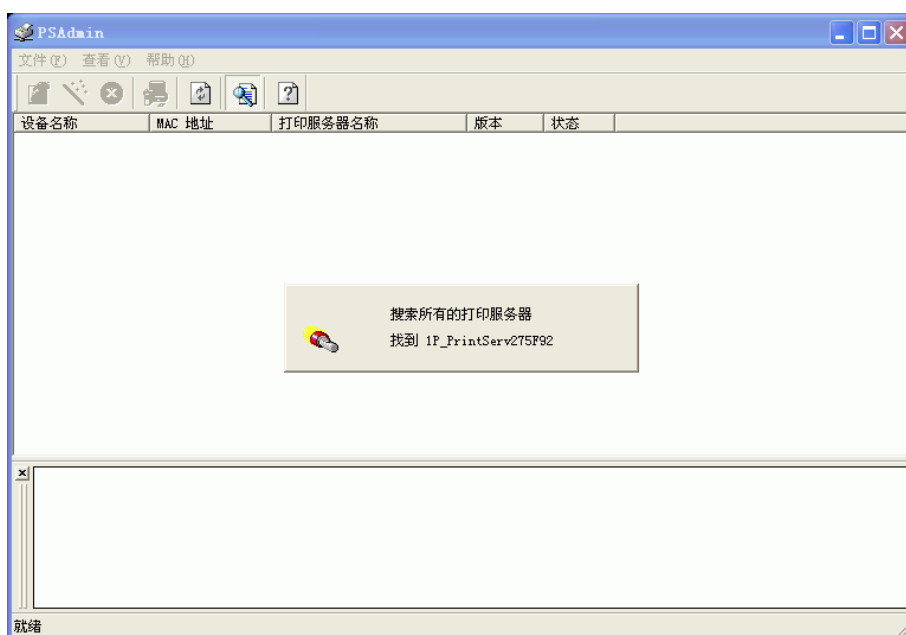 PSAdmin
文件(F) 查看(V) 帮助(H)
设备名称 MAC 地址 打印服务器名称 版本 状态
搜索所有的打印服务器
找到 1P_PrintServ275F92
就绪